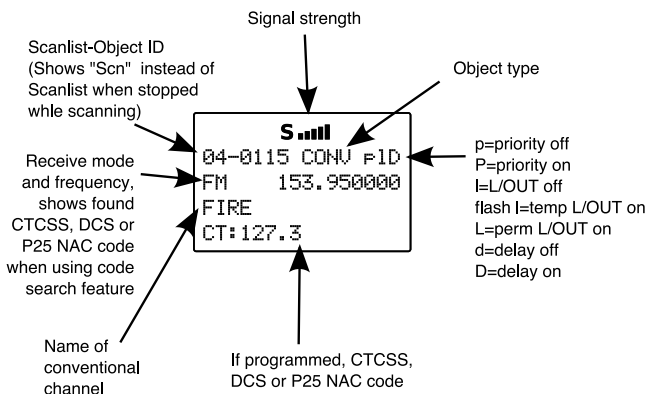 Signal strength
Scanlist-Object ID
(Shows "Scn" instead of
Scanlist when stopped
whle scanning)
Object type
S
04-0115 CONV plD
FM 153.950000
FIRE
CT:127.3
Receive mode
and frequency,
shows found
CTCSS, DCS or
P25 NAC code
when using code
search feature
p=priority off
P=priority on
l=L/OUT off
flash l=temp L/OUT on
L=perm L/OUT on
d=delay off
D=delay on
Name of
conventional
channel
If programmed, CTCSS,
DCS or P25 NAC code